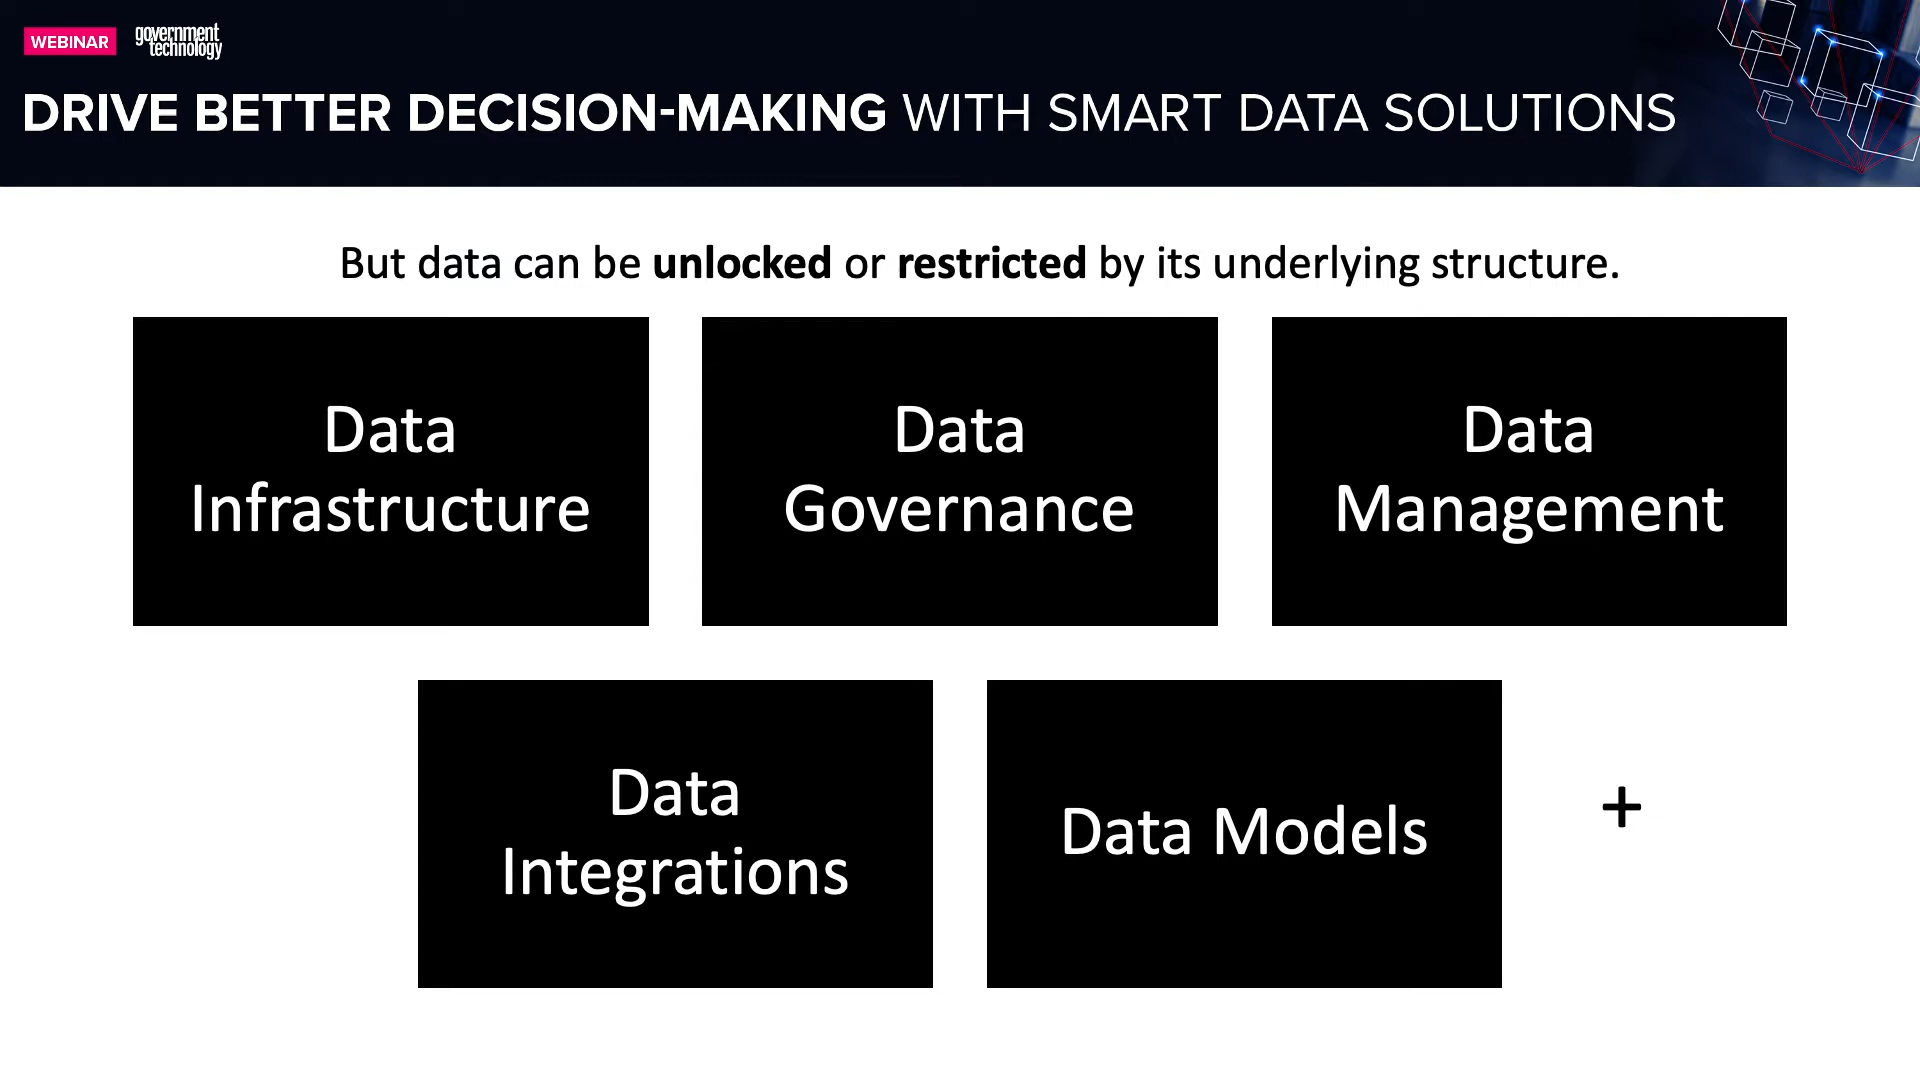 WEBINAR
government
technology
DRIVE BETTER DECISION-MAKING WITH SMART DATA SOLUTIONS
But data can be unlocked or restricted by its underlying structure.
Data
Infrastructure
Data
Governance
Data
Management
Data
Integrations
Data Models
+